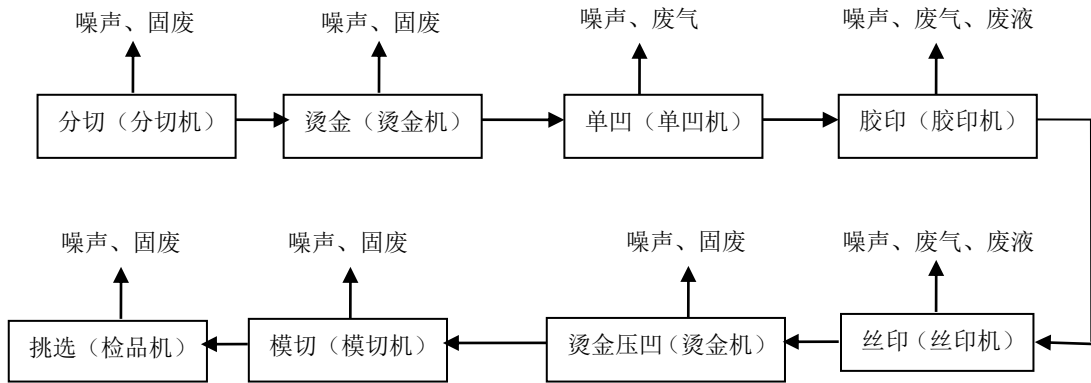 噪声、固废
噪声、固废
噪声、废气
噪声、废气、废液
分切（分切机）
烫金（烫金机）
单凹（单凹机）
胶印（胶印机）
噪声、固废
噪声、固废
噪声、固废
噪声、废气、废液
挑选（检品机）
模切（模切机）
烫金压凹（烫金机）
丝印（丝印机）